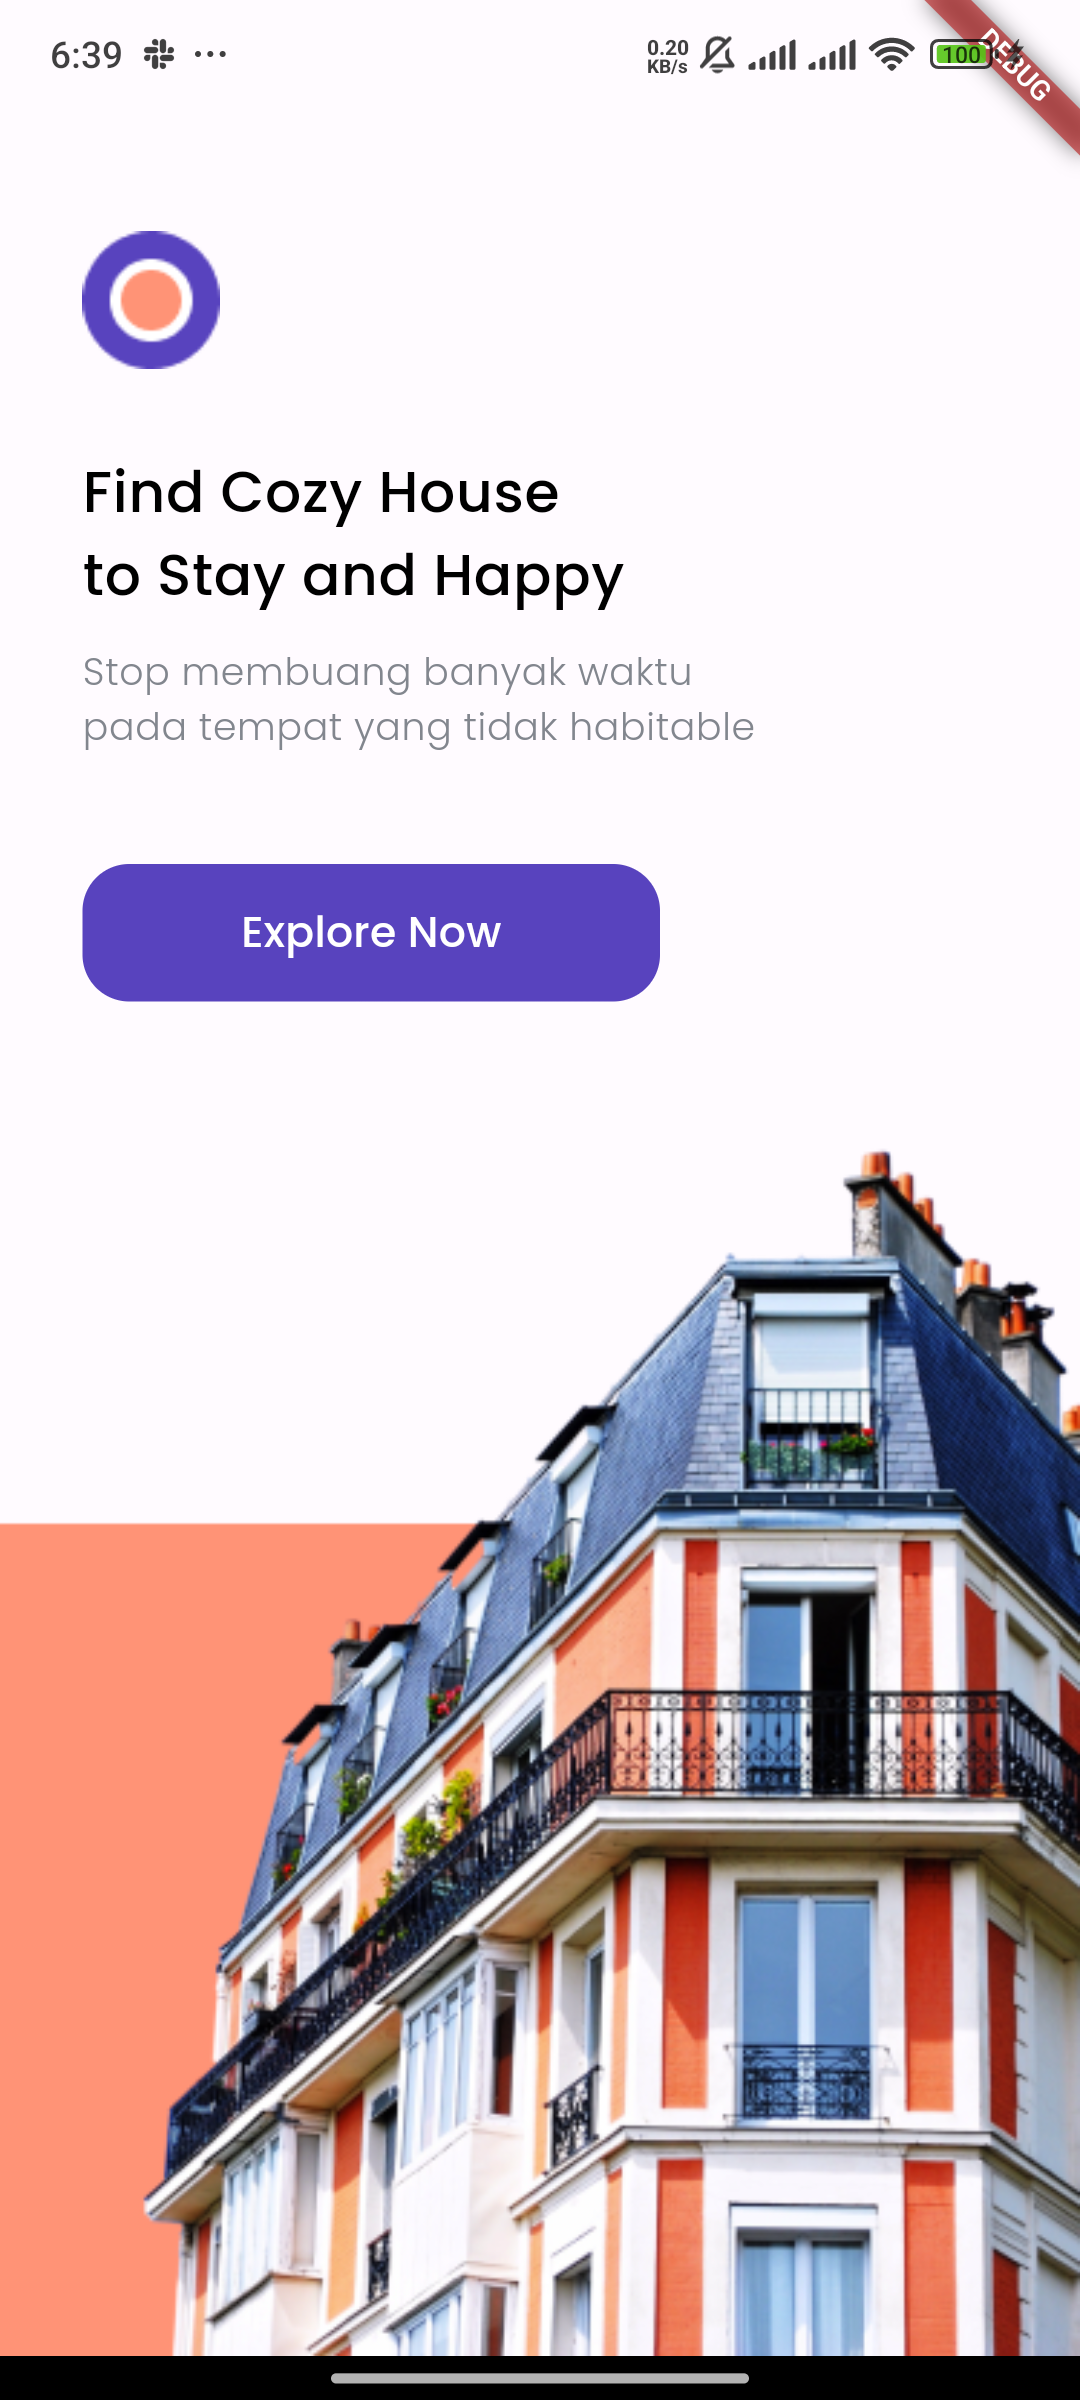 6:39
0.20
KB/s
100
DEBUG
Find Cozy House
to Stay and Happy
Stop membuang banyak waktu
pada tempat yang tidak habitable
Explore Now